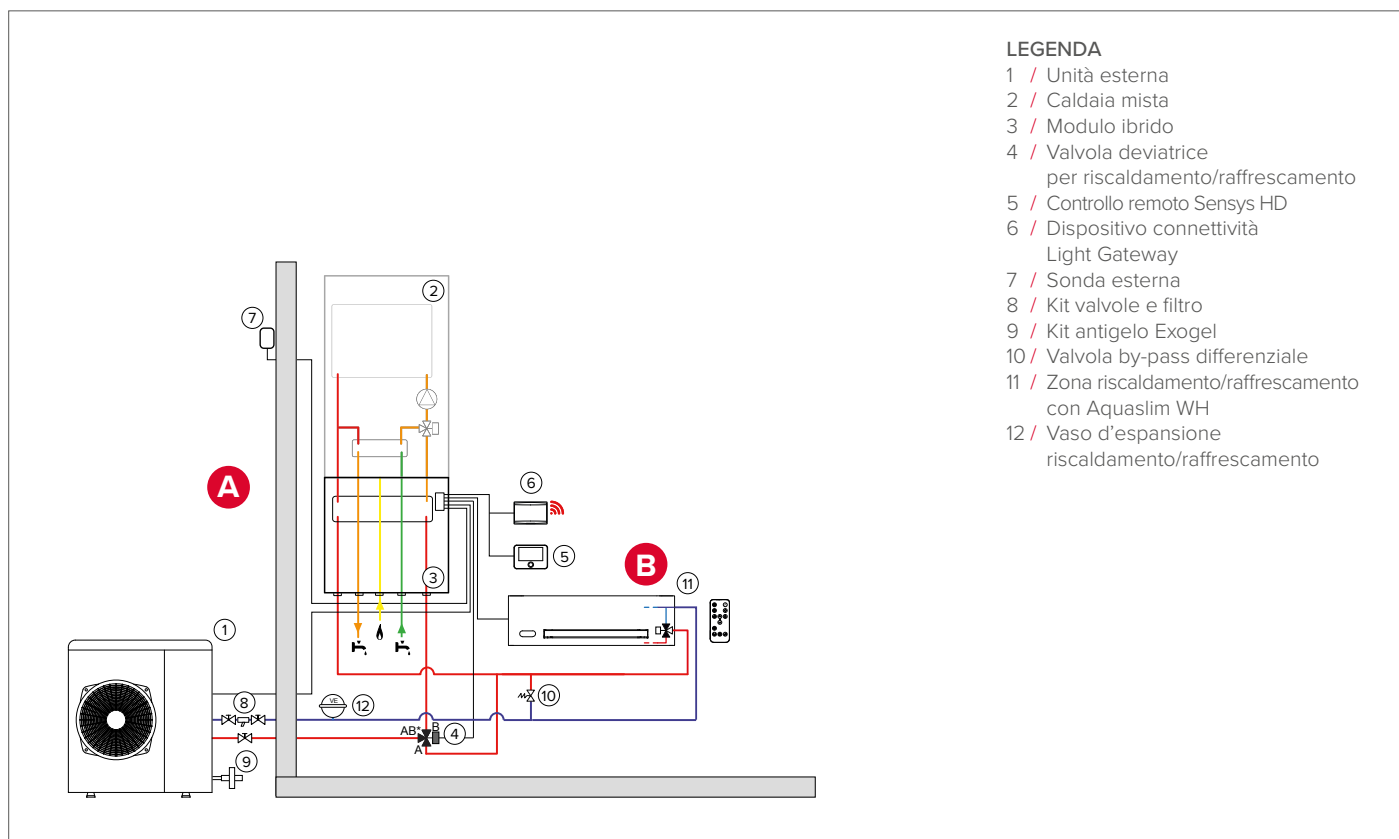 LEGENDA
1 / Unità esterna
2 / Caldaia mista
3 / Modulo ibrido
4 / Valvola deviatrice
per riscaldamento/raffrescamento
5 / Controllo remoto Sensys HD
6 / Dispositivo connettività
Light Gateway
7 / Sonda esterna
8 / Kit valvole e filtro
9 / Kit antigelo Exogel
10 / Valvola by-pass differenziale
11 / Zona riscaldamento/raffrescamento
con Aquaslim WH
12 / Vaso d'espansione
riscaldamento/raffrescamento
2
7
A
6
5
B
3
11
1
8
VE
12
10
AB*
B
4
A
9